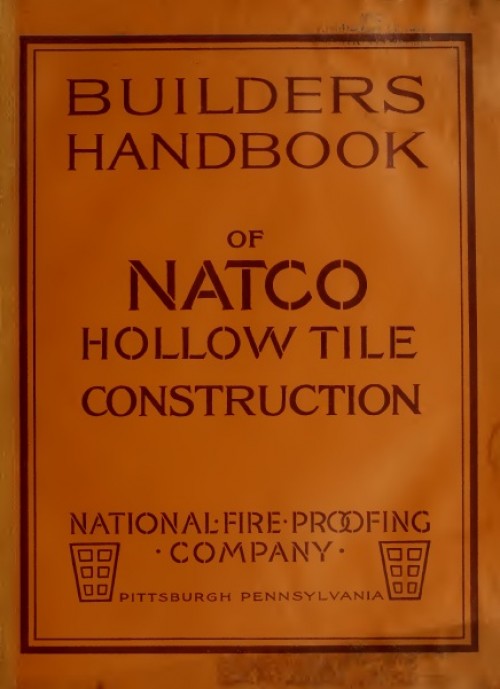 BUILDERS
HANDBOOK
OF
NATCO
HOLLOW TILE
CONSTRUCTION
NATIONAL·FIRE·PROOFING
·COMPANY·
PITTSBURGH PENNSYLVANIA